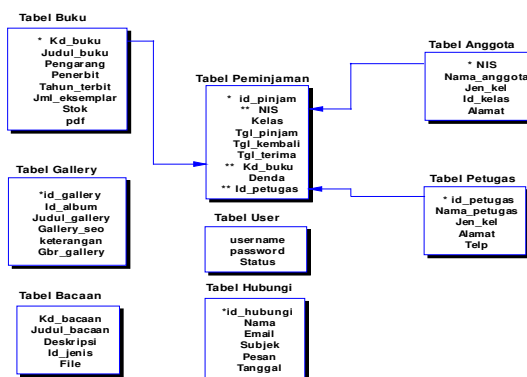 Tabel Buku
* Kd_buku
Judul_buku
Pengarang
Penerbit
Tahun_terbit
Jml_eksemplar
Stok
pdf
Tabel Peminjaman
* id_pinjam
** NIS
Kelas
Tgl_pinjam
Tgl_kembali
Tgl_terima
** Kd_buku
Denda
** Id_petugas
Tabel Anggota
* NIS
Nama_anggota
Jen_kel
Id_kelas
Alamat
Tabel Gallery
*id_gallery
Id_album
Judul_gallery
Gallery_seo
keterangan
Gbr_gallery
Tabel User
username
password
Status
Tabel Petugas
* id_petugas
Nama_petugas
Jen_kel
Alamat
Telp
Tabel Bacaan
Kd_bacaan
Judul_bacaan
Deskripsi
Id_jenis
File
Tabel Hubungi
*id_hubungi
Nama
Email
Subjek
Pesan
Tanggal